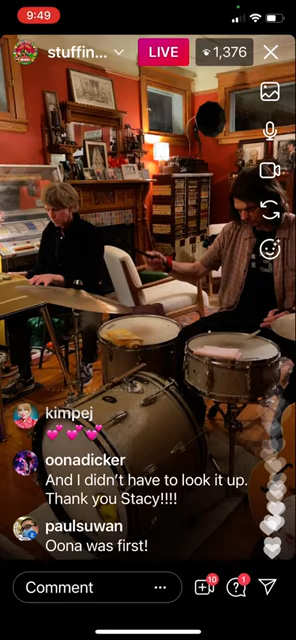 9:49
stuffin...
LIVE
1,376
kimpej
💕💕💕
oonadicker
And I didn't have to look it up.
Thank you Stacy!!!!
paulsuwan
Oona was first!
Comment
...
10
1